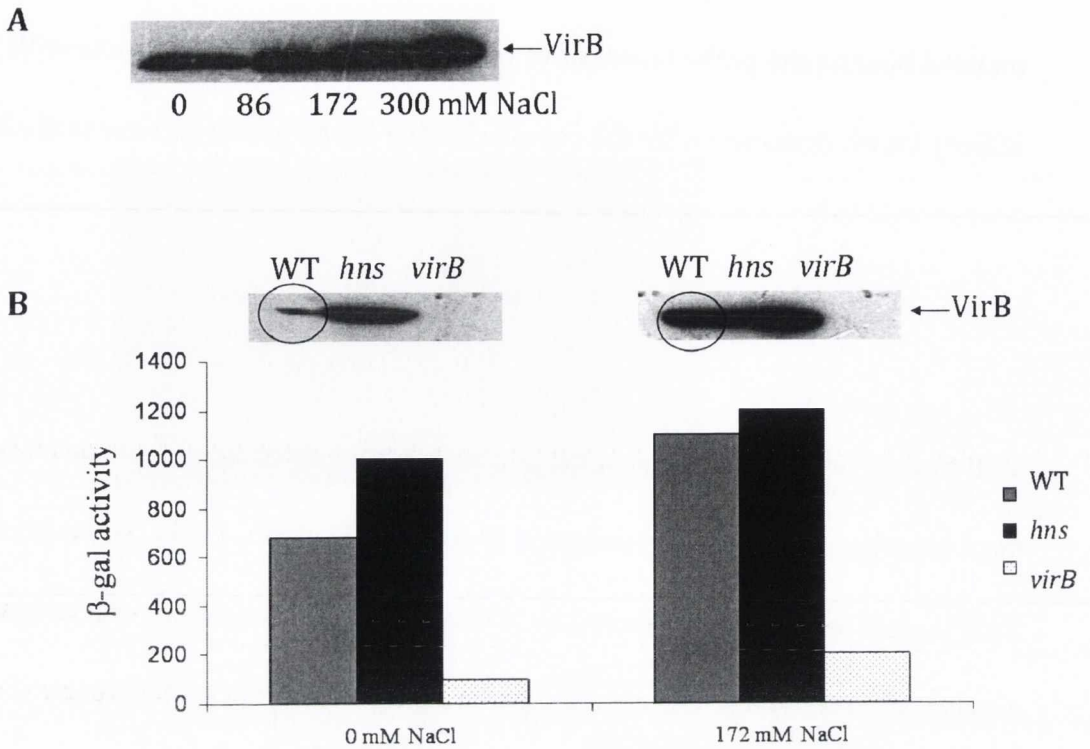 A
VirB
0 86 172 300 mM NaCl
WT hns virB
WT hns virB
B
VirB
1400
1200
1000
800
600
400
200
0
β-gal activity
WT
hns
virB
0 mM NaCl
172 mM NaCl